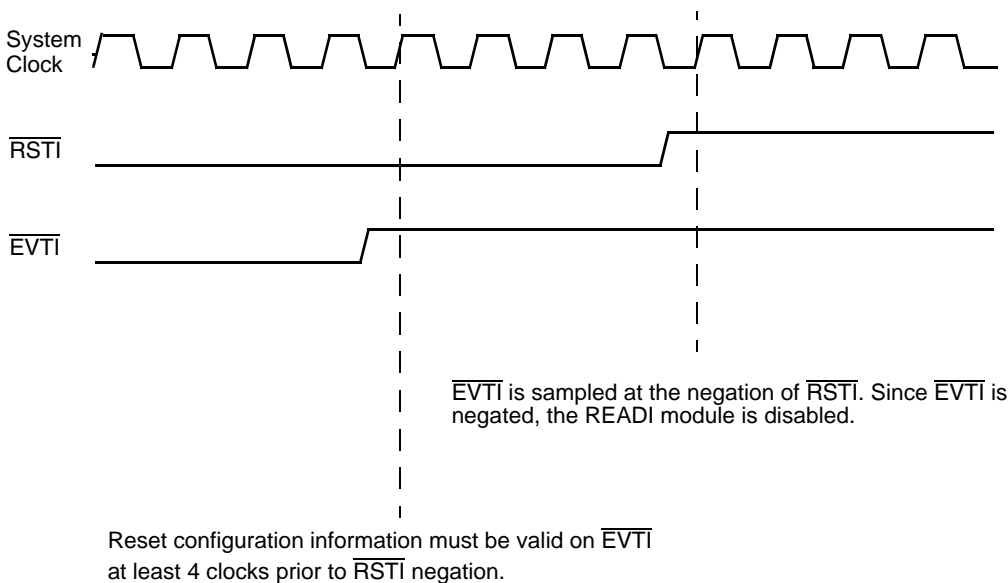 System
Clock
RSTI
EVTI
EVTI is sampled at the negation of RSTI. Since EVTI is
negated, the READI module is disabled.
Reset configuration information must be valid on EVTI
at least 4 clocks prior to RSTI negation.